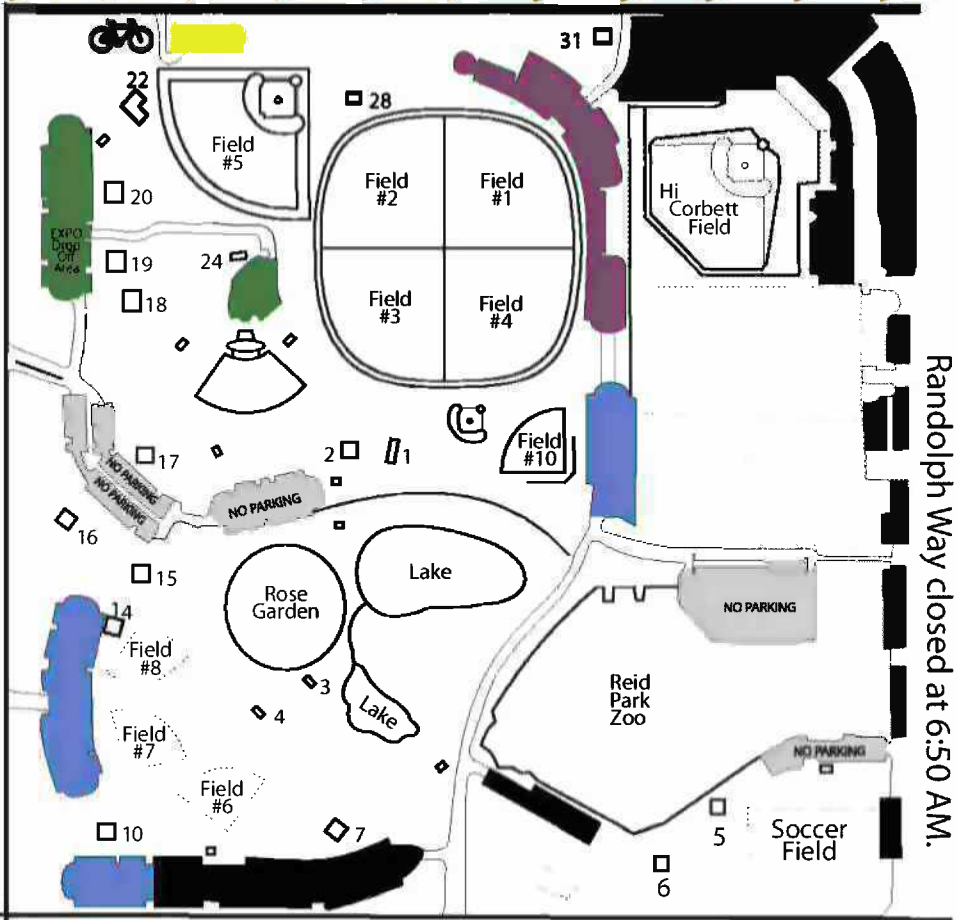 31
22
28
Field
#5
Field
#2
Field
#1
Hi
Corbett
Field
20
EXPO
Drop
Off
Area
24
19
18
Field
#3
Field
#4
Randolph Way closed at 6:50 AM.
Field
#10
2
1
17
NO PARKING
NO PARKING
NO PARKING
16
15
Lake
Rose
Garden
NO PARKING
14
Field
#8
3
Reid
Park
Zoo
Lake
4
Field
#7
NO PARKING
Field
#6
10
7
5
Soccer
Field
6